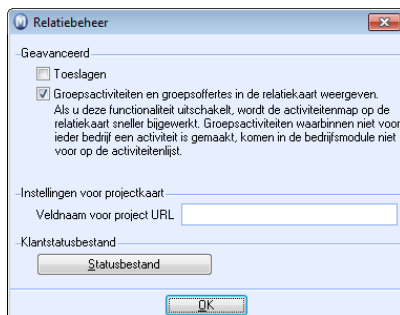 Relatiebeheer
Geavanceerd
Toeslagen
Groepsactiviteiten en groepsoffertes in de relatiekaart weergeven.
Als u deze functionaliteit uitschakelt, wordt de activiteitenmap op de
relatiekaart sneller bijgewerkt. Groepsactiviteiten waarbinnen niet voor
ieder bedrijf een activiteit is gemaakt, komen in de bedrijfsmodule niet
voor op de activiteitenlijst.
Instellingen voor projectkaart
Veldnaam voor project URL
Klantstatusbestand
Statusbestand
OK